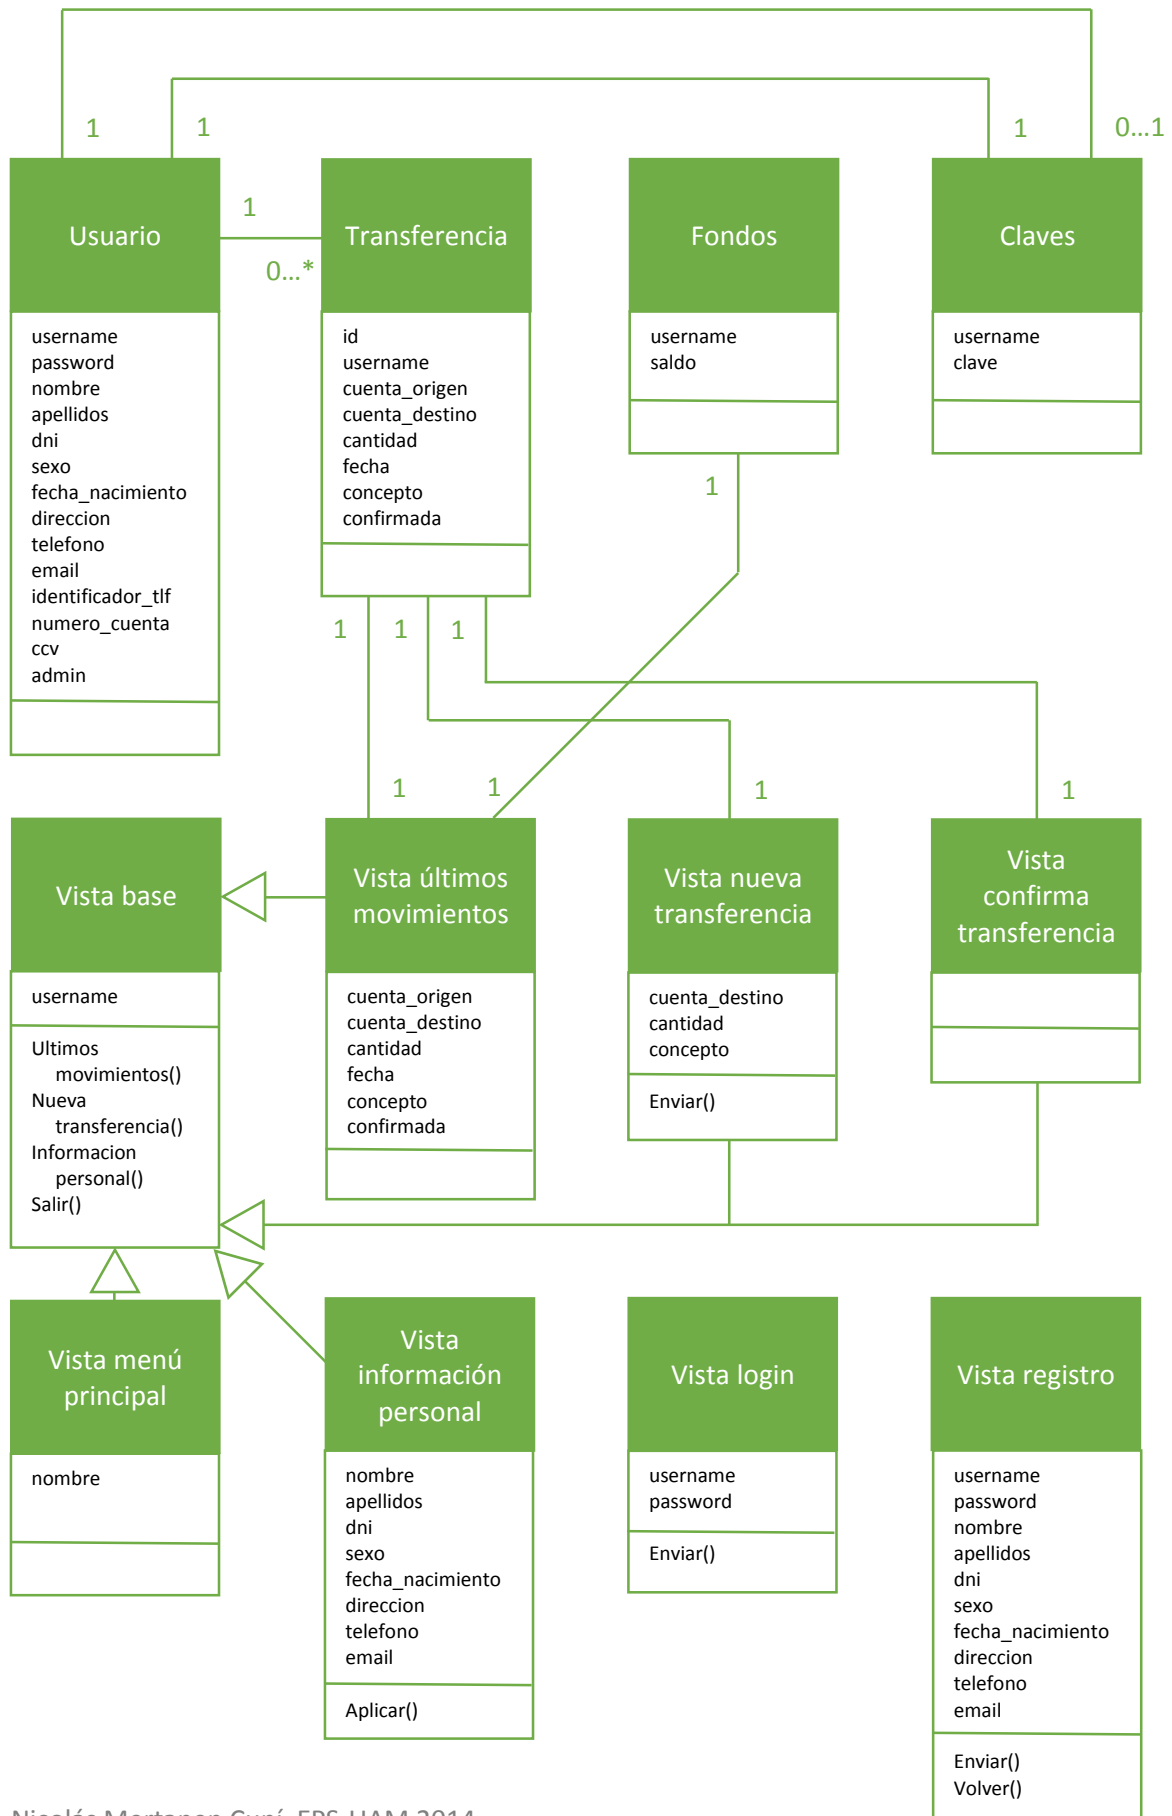 1
1
1
0...1
Usuario
1
0...*
Transferencia
Fondos
Claves
username
password
nombre
apellidos
dni
sexo
fecha_nacimiento
direccion
telefono
email
identificador_tlf
numero_cuenta
ccv
admin
id
username
cuenta_origen
cuenta_destino
cantidad
fecha
concepto
confirmada
username
saldo
username
clave
1
1
1
1
1
1
1
1
Vista base
Vista últimos
movimientos
Vista nueva
transferencia
Vista
confirma
transferencia
username
Ultimos
movimientos()
Nueva
transferencia()
Informacion
personal()
Salir()
cuenta_origen
cuenta_destino
cantidad
fecha
concepto
confirmada
cuenta_destino
cantidad
concepto
Enviar()
Vista menú
principal
Vista
información
personal
Vista login
Vista registro
nombre
nombre
apellidos
dni
sexo
fecha_nacimiento
direccion
telefono
email
Aplicar()
username
password
Enviar()
username
password
nombre
apellidos
dni
sexo
fecha_nacimiento
direccion
telefono
email
Enviar()
Volver()